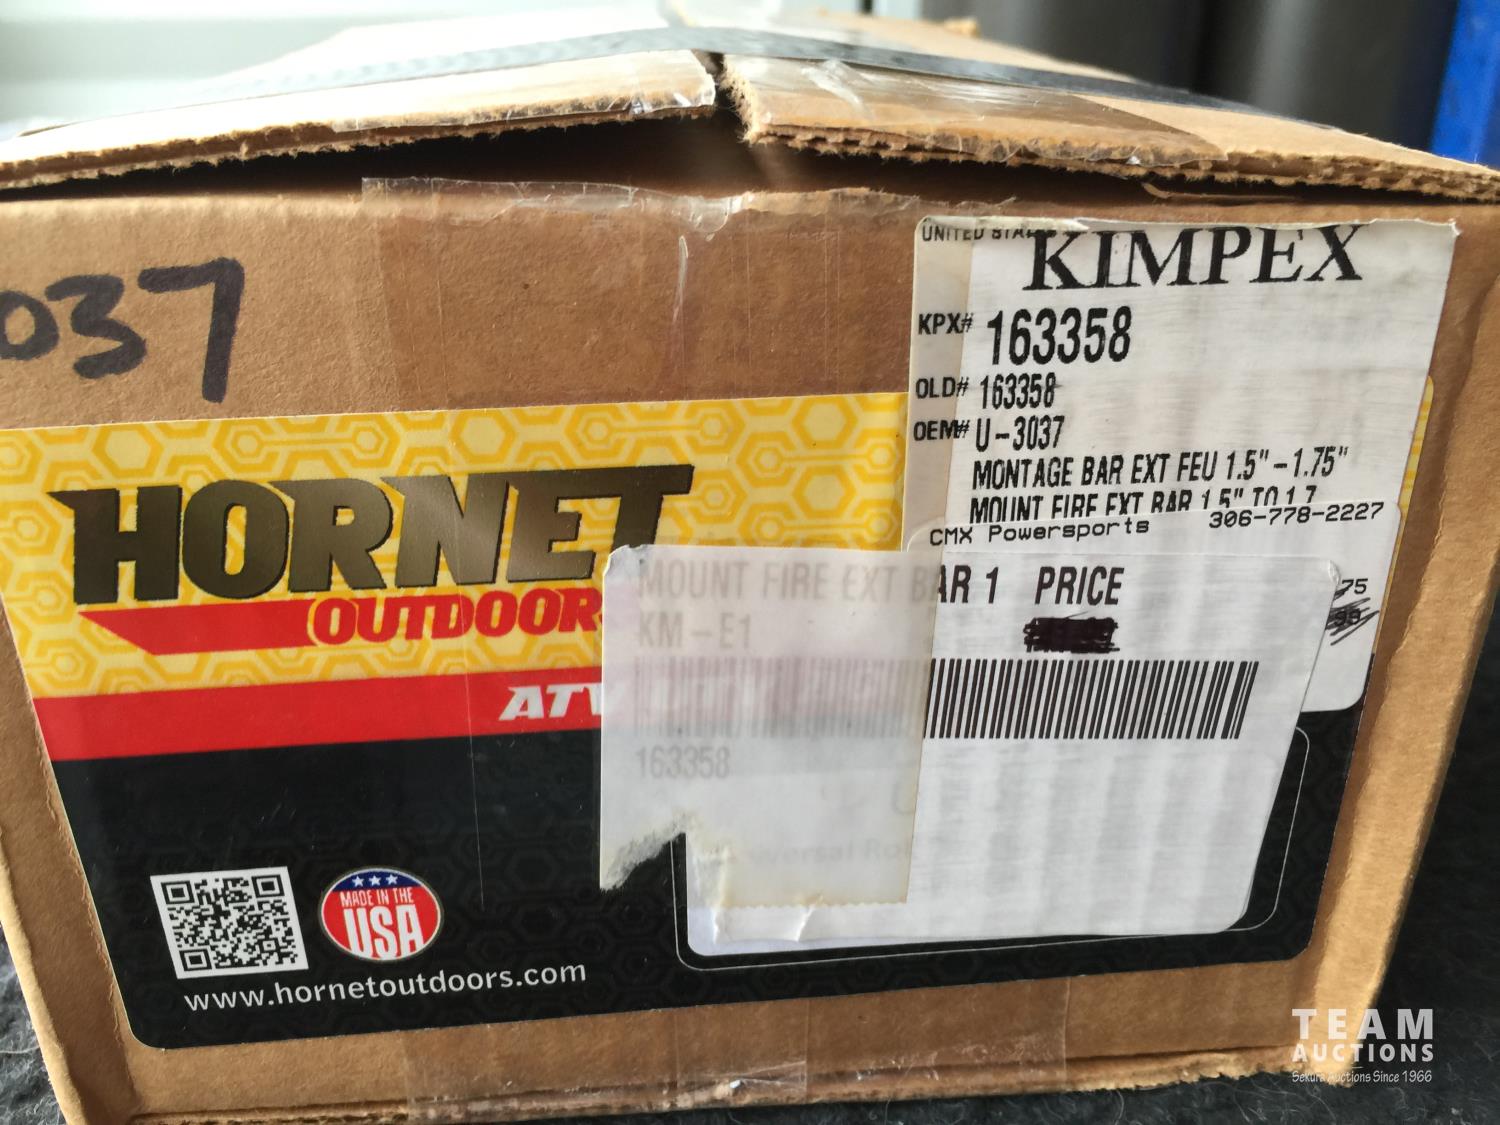 037
UNITED STATES
KIMPEX
KPX# 163358
OLD# 163358
OEM# U-3037
MONTAGE BAR EXT FEU 1.5" - 1.75"
MOUNT FIRE EXT BAR 1.5" TO 1.7
CMX Powersports 306-778-2227
75
MOUNT FIRE EXT BAR 1 PRICE
KM-E1
163358
HORNET
OUTDOORS
ATV
MADE IN THE
USA
www.hornetoutdoors.com
TEAM
AUCTIONS
Sekura Auctions Since 1966